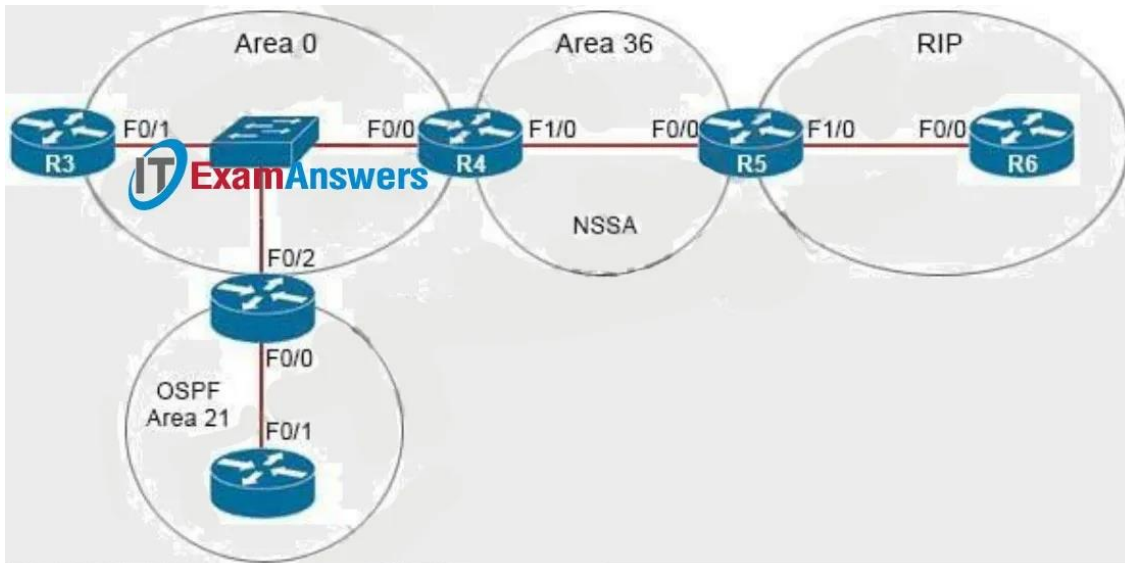 Area 0
Area 36
RIP
F0/1
F0/0
F1/0
F0/0
F1/0
F0/0
R3
R4
R5
R6
IT ExamAnswers
NSSA
F0/2
F0/0
OSPF
Area 21
F0/1